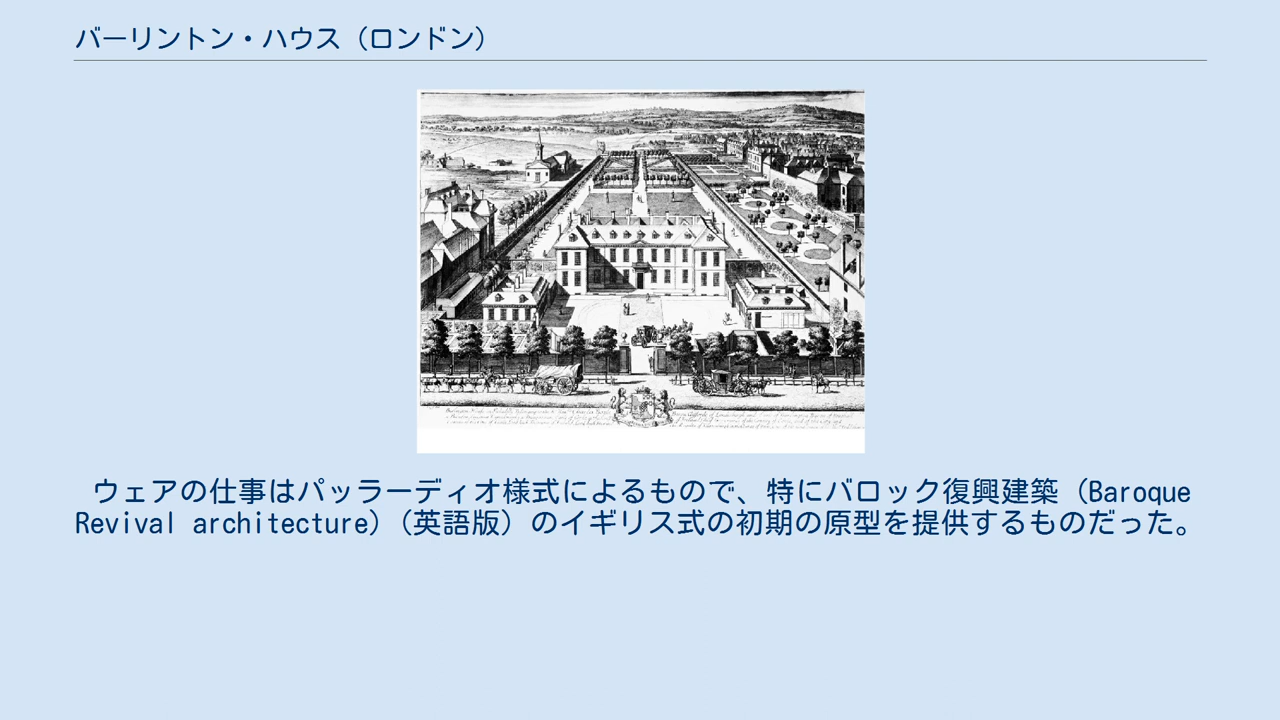 バーリントン・ハウス（ロンドン）
ウェアの仕事はパッラーディオ様式によるもので、特にバロック復興建築（Baroque
Revival architecture）（英語版）のイギリス式の初期の原型を提供するものだった。